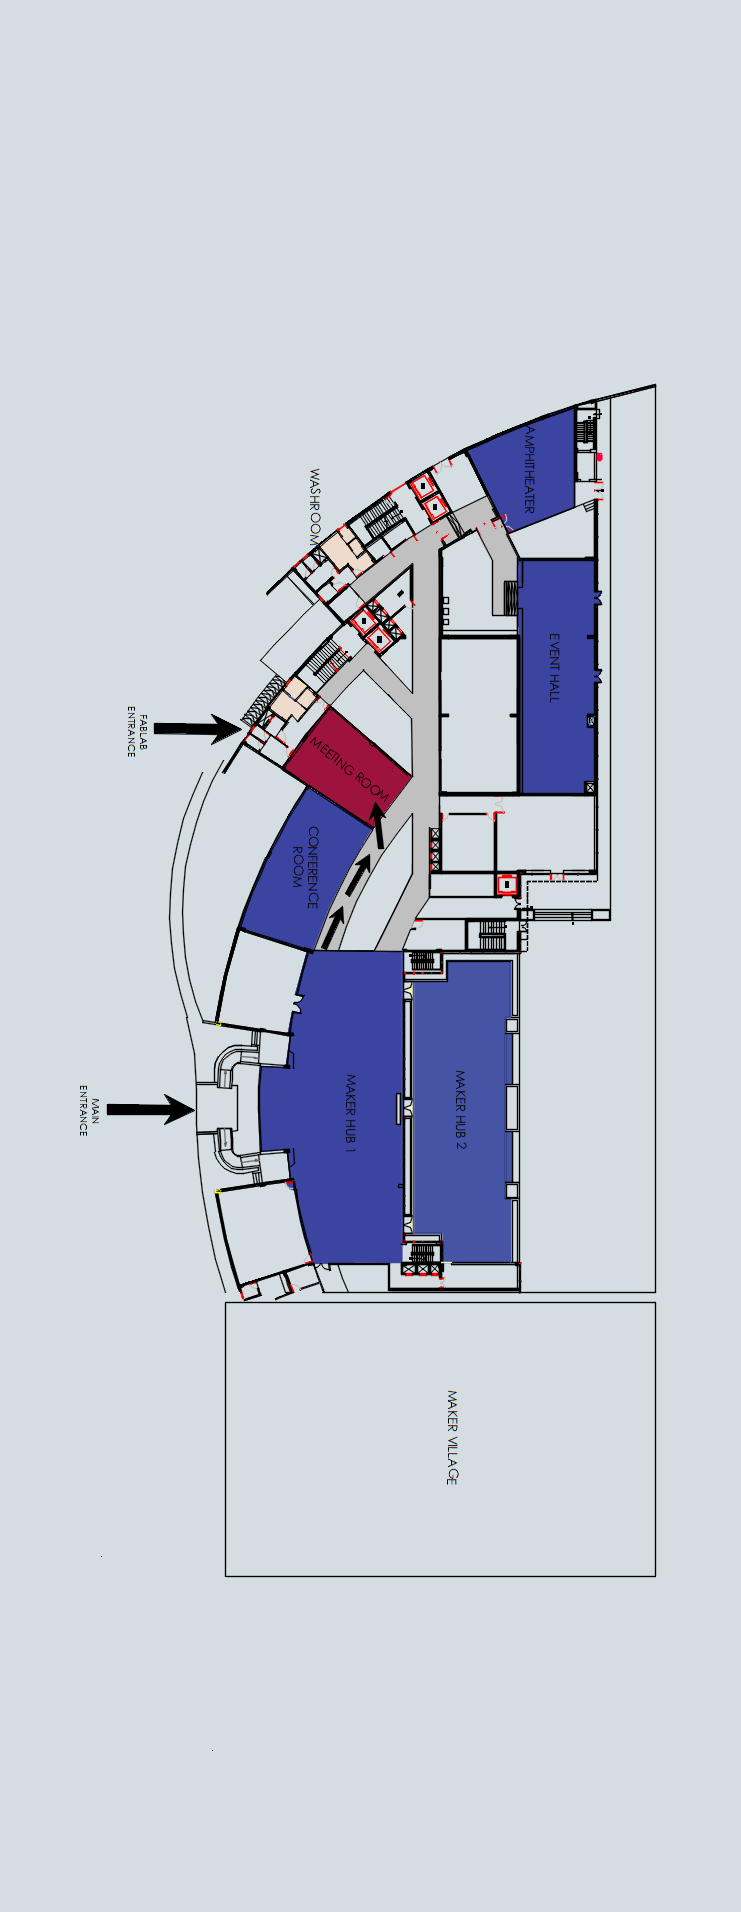 AMPHITHEATER
WASHROOM
EVENT HALL
FABLAB
ENTRANCE
MEETING ROOM
CONFERENCE
ROOM
MAKER HUB 1
MAKER HUB 2
MAIN
ENTRANCE
MAKER VILLAGE